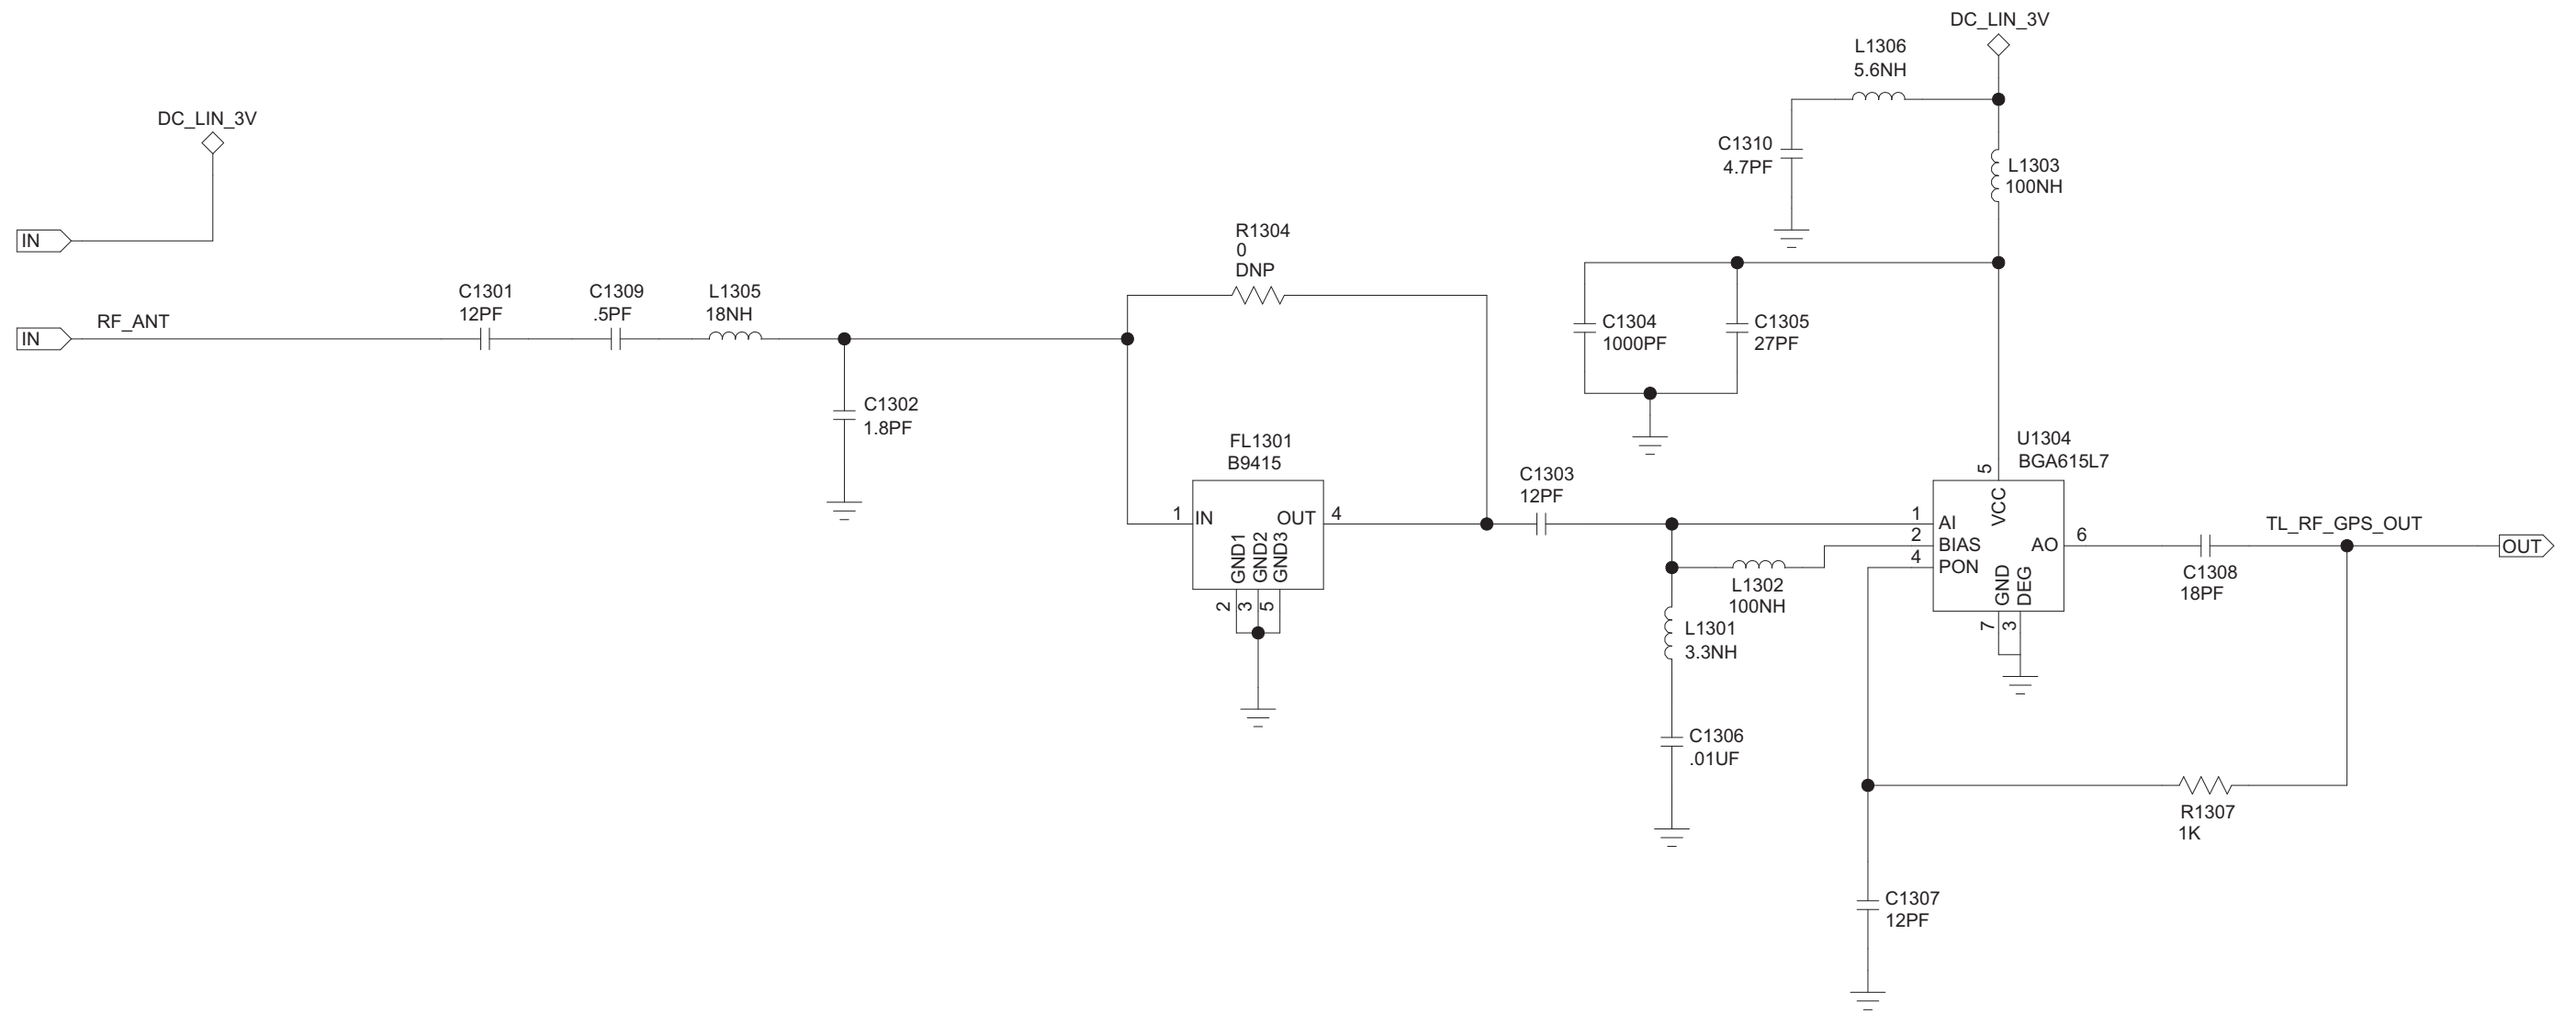 DC_LIN_3V
L1306
5.6NH
DC_LIN_3V
C1310
4.7PF
L1303
100NH
IN
R1304
0
DNP
C1301
12PF
C1309
.5PF
L1305
18NH
RF_ANT
IN
C1304
1000PF
C1305
27PF
C1302
1.8PF
FL1301
B9415
U1304
BGA615L7
C1303
12PF
5
VCC
1
IN
OUT
4
GND1
GND2
GND3
2
3
5
1
AI
2
BIAS
4
PON
AO
6
GND
DEG
7
3
TL_RF_GPS_OUT
OUT
C1308
18PF
L1302
100NH
L1301
3.3NH
C1306
.01UF
R1307
1K
C1307
12PF